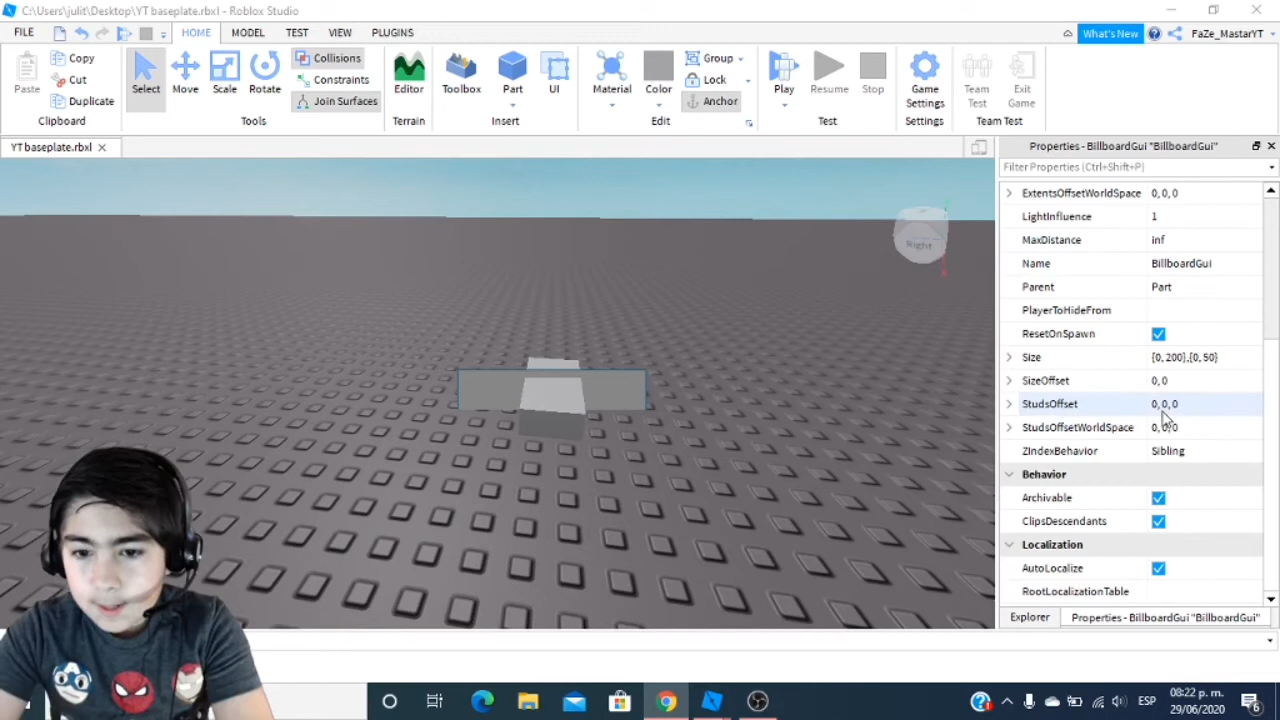 C:\Users\julit\Desktop\YT baseplate.rbxl - Roblox Studio
FILE HOME MODEL TEST VIEW PLUGINS What's New FaZe_MastarYT
Paste Copy Cut Duplicate
Clipboard
Select Move Scale Rotate Collisions Constraints Join Surfaces
Tools
Editor
Terrain
Toolbox Part UI
Insert
Material Color Group Lock Anchor
Edit
Play Resume Stop
Test
Game Settings
Settings
Team Test Exit Game
Team Test
YT baseplate.rbxl
Properties - BillboardGui "BillboardGui"
Filter Properties (Ctrl+Shift+P)
ExtentsOffsetWorldSpace 0, 0, 0
LightInfluence 1
MaxDistance inf
Name BillboardGui
Parent Part
PlayerToHideFrom
ResetOnSpawn
Size {0, 200},{0, 50}
SizeOffset 0, 0
StudsOffset 0, 0, 0
StudsOffsetWorldSpace 0, 0, 0
ZIndexBehavior Sibling
Behavior
Archivable
ClipsDescendants
Localization
AutoLocalize
RootLocalizationTable
Explorer Properties - BillboardGui "BillboardGui"
Right
ESP
08:22 p. m.
29/06/2020
6